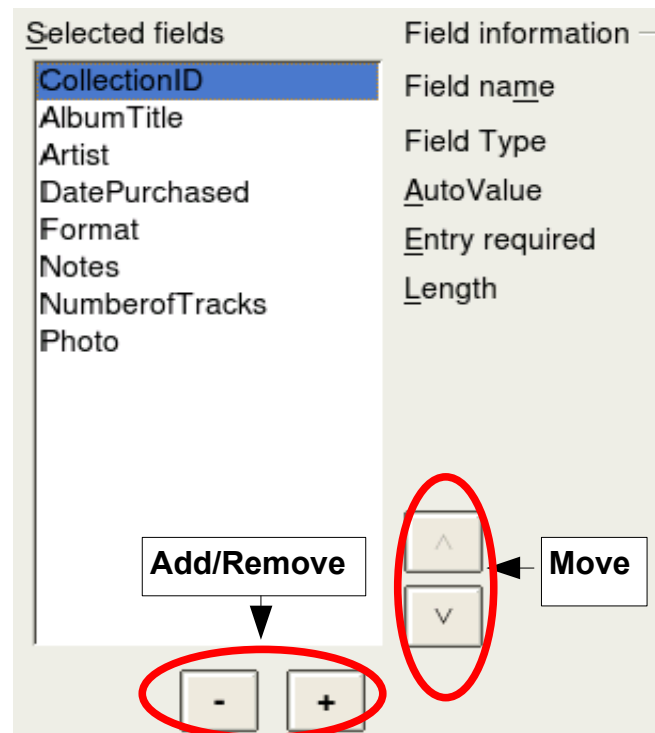 Selected fields
CollectionID
AlbumTitle
Artist
DatePurchased
Format
Notes
NumberofTracks
Photo
Field information
Field name
Field Type
AutoValue
Entry required
Length
Add/Remove
Move
^
v
- +